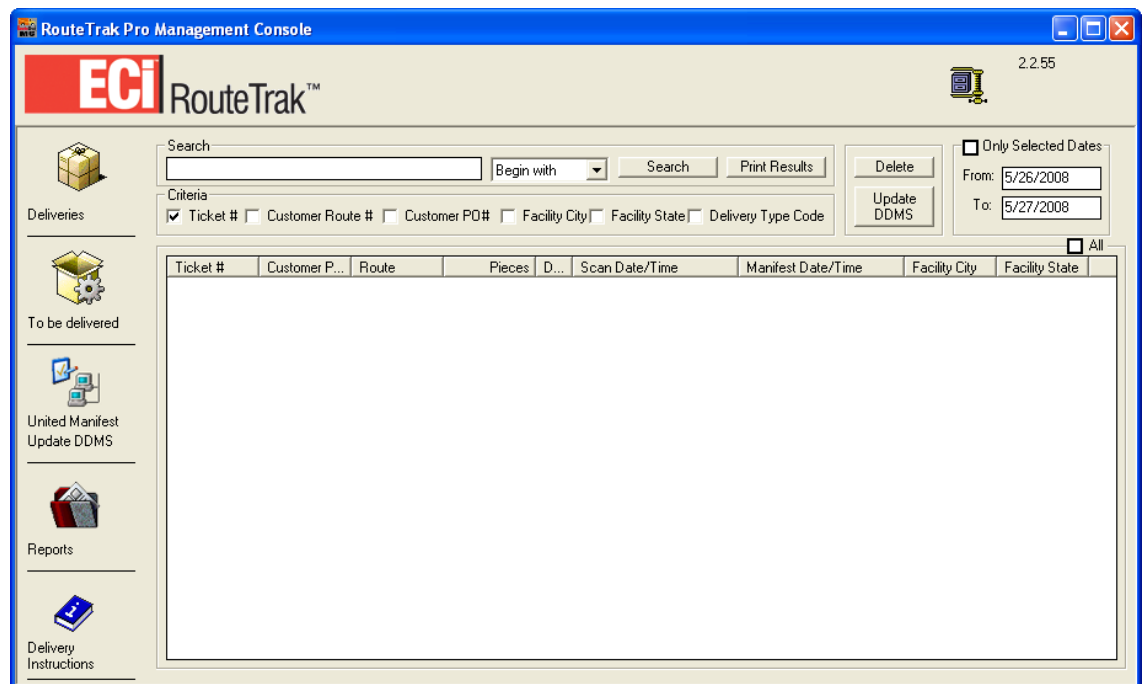 RouteTrak Pro Management Console
ECi RouteTrak™
2.2.55
Deliveries
To be delivered
United Manifest
Update DDMS
Reports
Delivery
Instructions
Search
Begin with
Search
Print Results
Criteria
Ticket # Customer Route # Customer PO# Facility City Facility State Delivery Type Code
Delete
Update
DDMS
Only Selected Dates
From: 5/26/2008
To: 5/27/2008
All
Ticket # Customer P... Route Pieces D... Scan Date/Time Manifest Date/Time Facility City Facility State